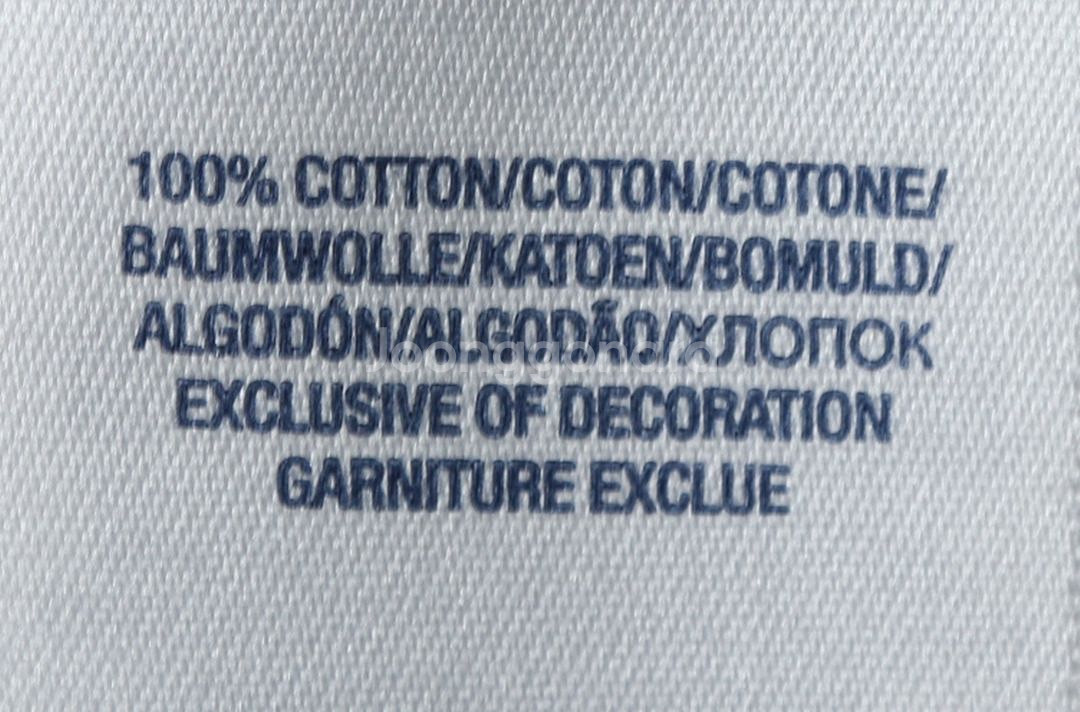 100% COTTON/COTON/COTONE/
BAUMWOLLE/KATOEN/BOMULD/
ALGODÓN/ALGODÃO/ХЛОПОК
EXCLUSIVE OF DECORATION
GARNITURE EXCLUE